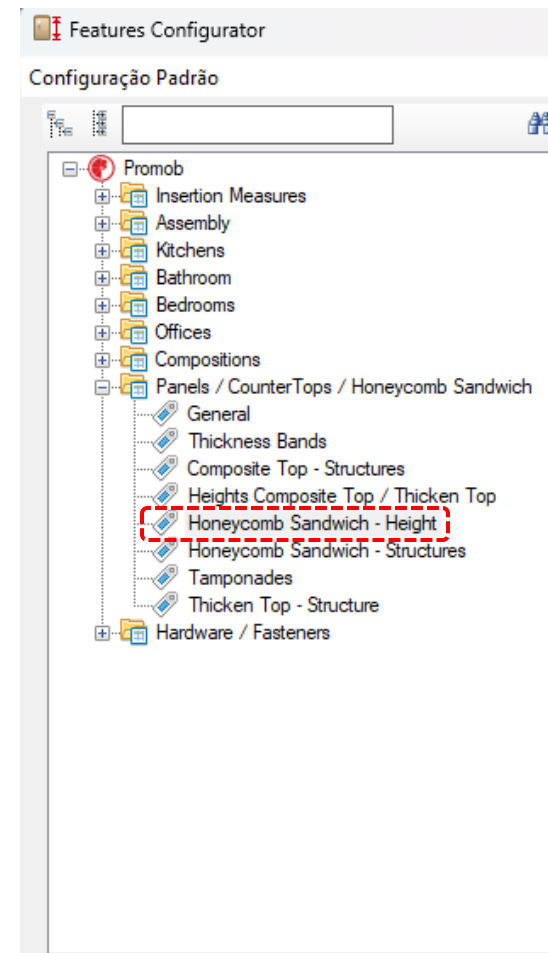 Features Configurator
Configuração Padrão
Promob
Insertion Measures
Assembly
Kitchens
Bathroom
Bedrooms
Offices
Compositions
Panels / CounterTops / Honeycomb Sandwich
General
Thickness Bands
Composite Top - Structures
Heights Composite Top / Thicken Top
Honeycomb Sandwich - Height
Honeycomb Sandwich - Structures
Tamponades
Thicken Top - Structure
Hardware / Fasteners